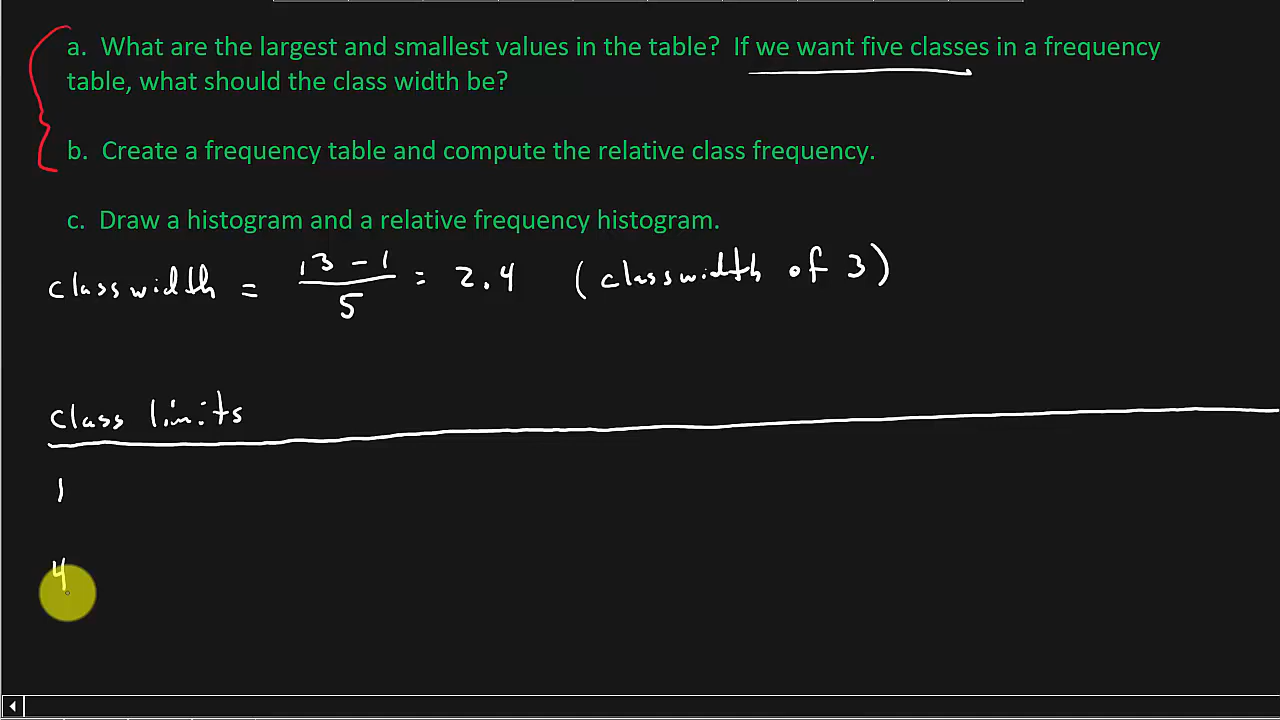 a. What are the largest and smallest values in the table? If we want five classes in a frequency
table, what should the class width be?
b. Create a frequency table and compute the relative class frequency.
c. Draw a histogram and a relative frequency histogram.
class width = 13 - 1 / 5 = 2.4 (class width of 3)
class limits
1
4